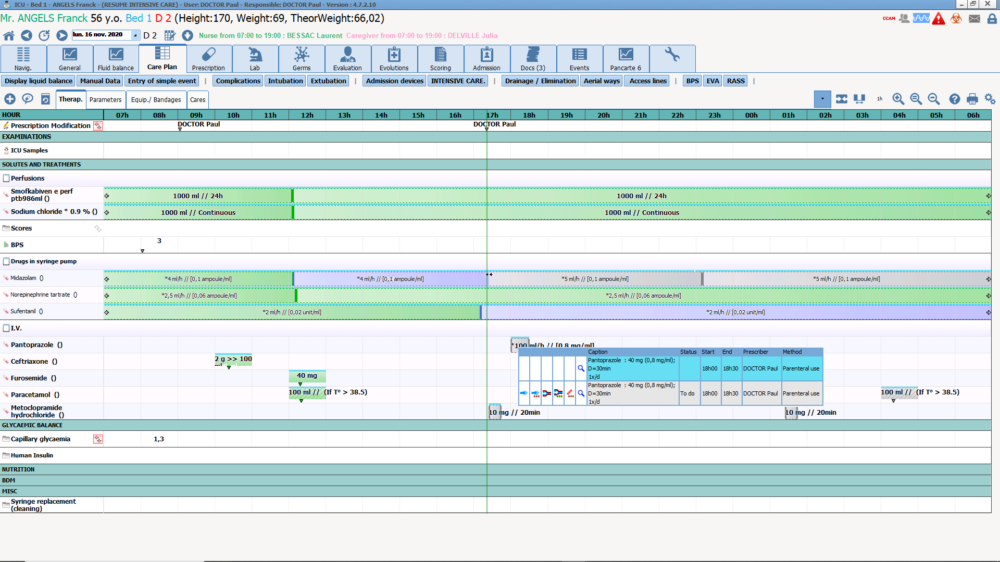 ICU - Bed 1 - ANGELS Franck - (RESUME INTENSIVE CARE) - User: DOCTOR Paul - Responsible: DOCTOR Paul - Version : 4.7.2.10
Mr. ANGELS Franck 56 y.o. Bed 1 D 2 (Height:170, Weight:69, TheorWeight:66,02)
CCAM
lun. 16 nov. 2020 D 2 Nurse from 07:00 to 19:00 : BESSAC Laurent Caregiver from 07:00 to 19:00 : DELVILLE Julia
Navig. General Fluid balance Care Plan Prescription Lab Germs Evaluation Evolutions Scoring Admission Docs (3) Events Pancarte 6
Display liquid balance Manual Data Entry of simple event | Complications Intubation Extubation | Admission devices INTENSIVE CARE. | Drainage / Elimination Aerial ways Access lines | BPS EVA RASS |
Therap. Parameters Equip./ Bandages Cares 1h
HOUR 07h 08h 09h 10h 11h 12h 13h 14h 15h 16h 17h 18h 19h 20h 21h 22h 23h 00h 01h 02h 03h 04h 05h 06h
Prescription Modification DOCTOR Paul DOCTOR Paul
EXAMINATIONS
ICU Samples
SOLUTES AND TREATMENTS
Perfusions
Smofkabiven e perf
ptb986ml () 1000 ml // 24h 1000 ml // 24h
Sodium chloride * 0.9 % () 1000 ml // Continuous 1000 ml // Continuous
Scores
BPS 3
Drugs in syringe pump
Midazolam () *4 ml/h // [0,1 ampoule/ml] *4 ml/h // [0,1 ampoule/ml] *5 ml/h // [0,1 ampoule/ml] *5 ml/h // [0,1 ampoule/ml]
Norepinephrine tartrate () *2,5 ml/h // [0,06 ampoule/ml] *2,5 ml/h // [0,06 ampoule/ml]
Sufentanil () *2 ml/h // [0,02 unit/ml] *2 ml/h // [0,02 unit/ml]
I.V.
Pantoprazole () *100 ml/h // [0,8 mg/ml]
Caption Status Start End Prescriber Method
Pantoprazole : 40 mg (0,8 mg/ml);
D=30min 18h00 18h30 DOCTOR Paul Parenteral use
1x/d
Pantoprazole : 40 mg (0,8 mg/ml);
D=30min To do 18h00 18h30 DOCTOR Paul Parenteral use
1x/d
Ceftriaxone () 2 g >> 100
Furosemide () 40 mg
Paracetamol () 100 ml // (If T° > 38.5) 100 ml // (If T° > 38.5)
Metoclopramide
hydrochloride () 10 mg // 20min 10 mg // 20min
GLYCAEMIC BALANCE
Capillary glycaemia 1,3
Human Insulin
NUTRITION
BDM
MISC
Syringe replacement
(cleaning)